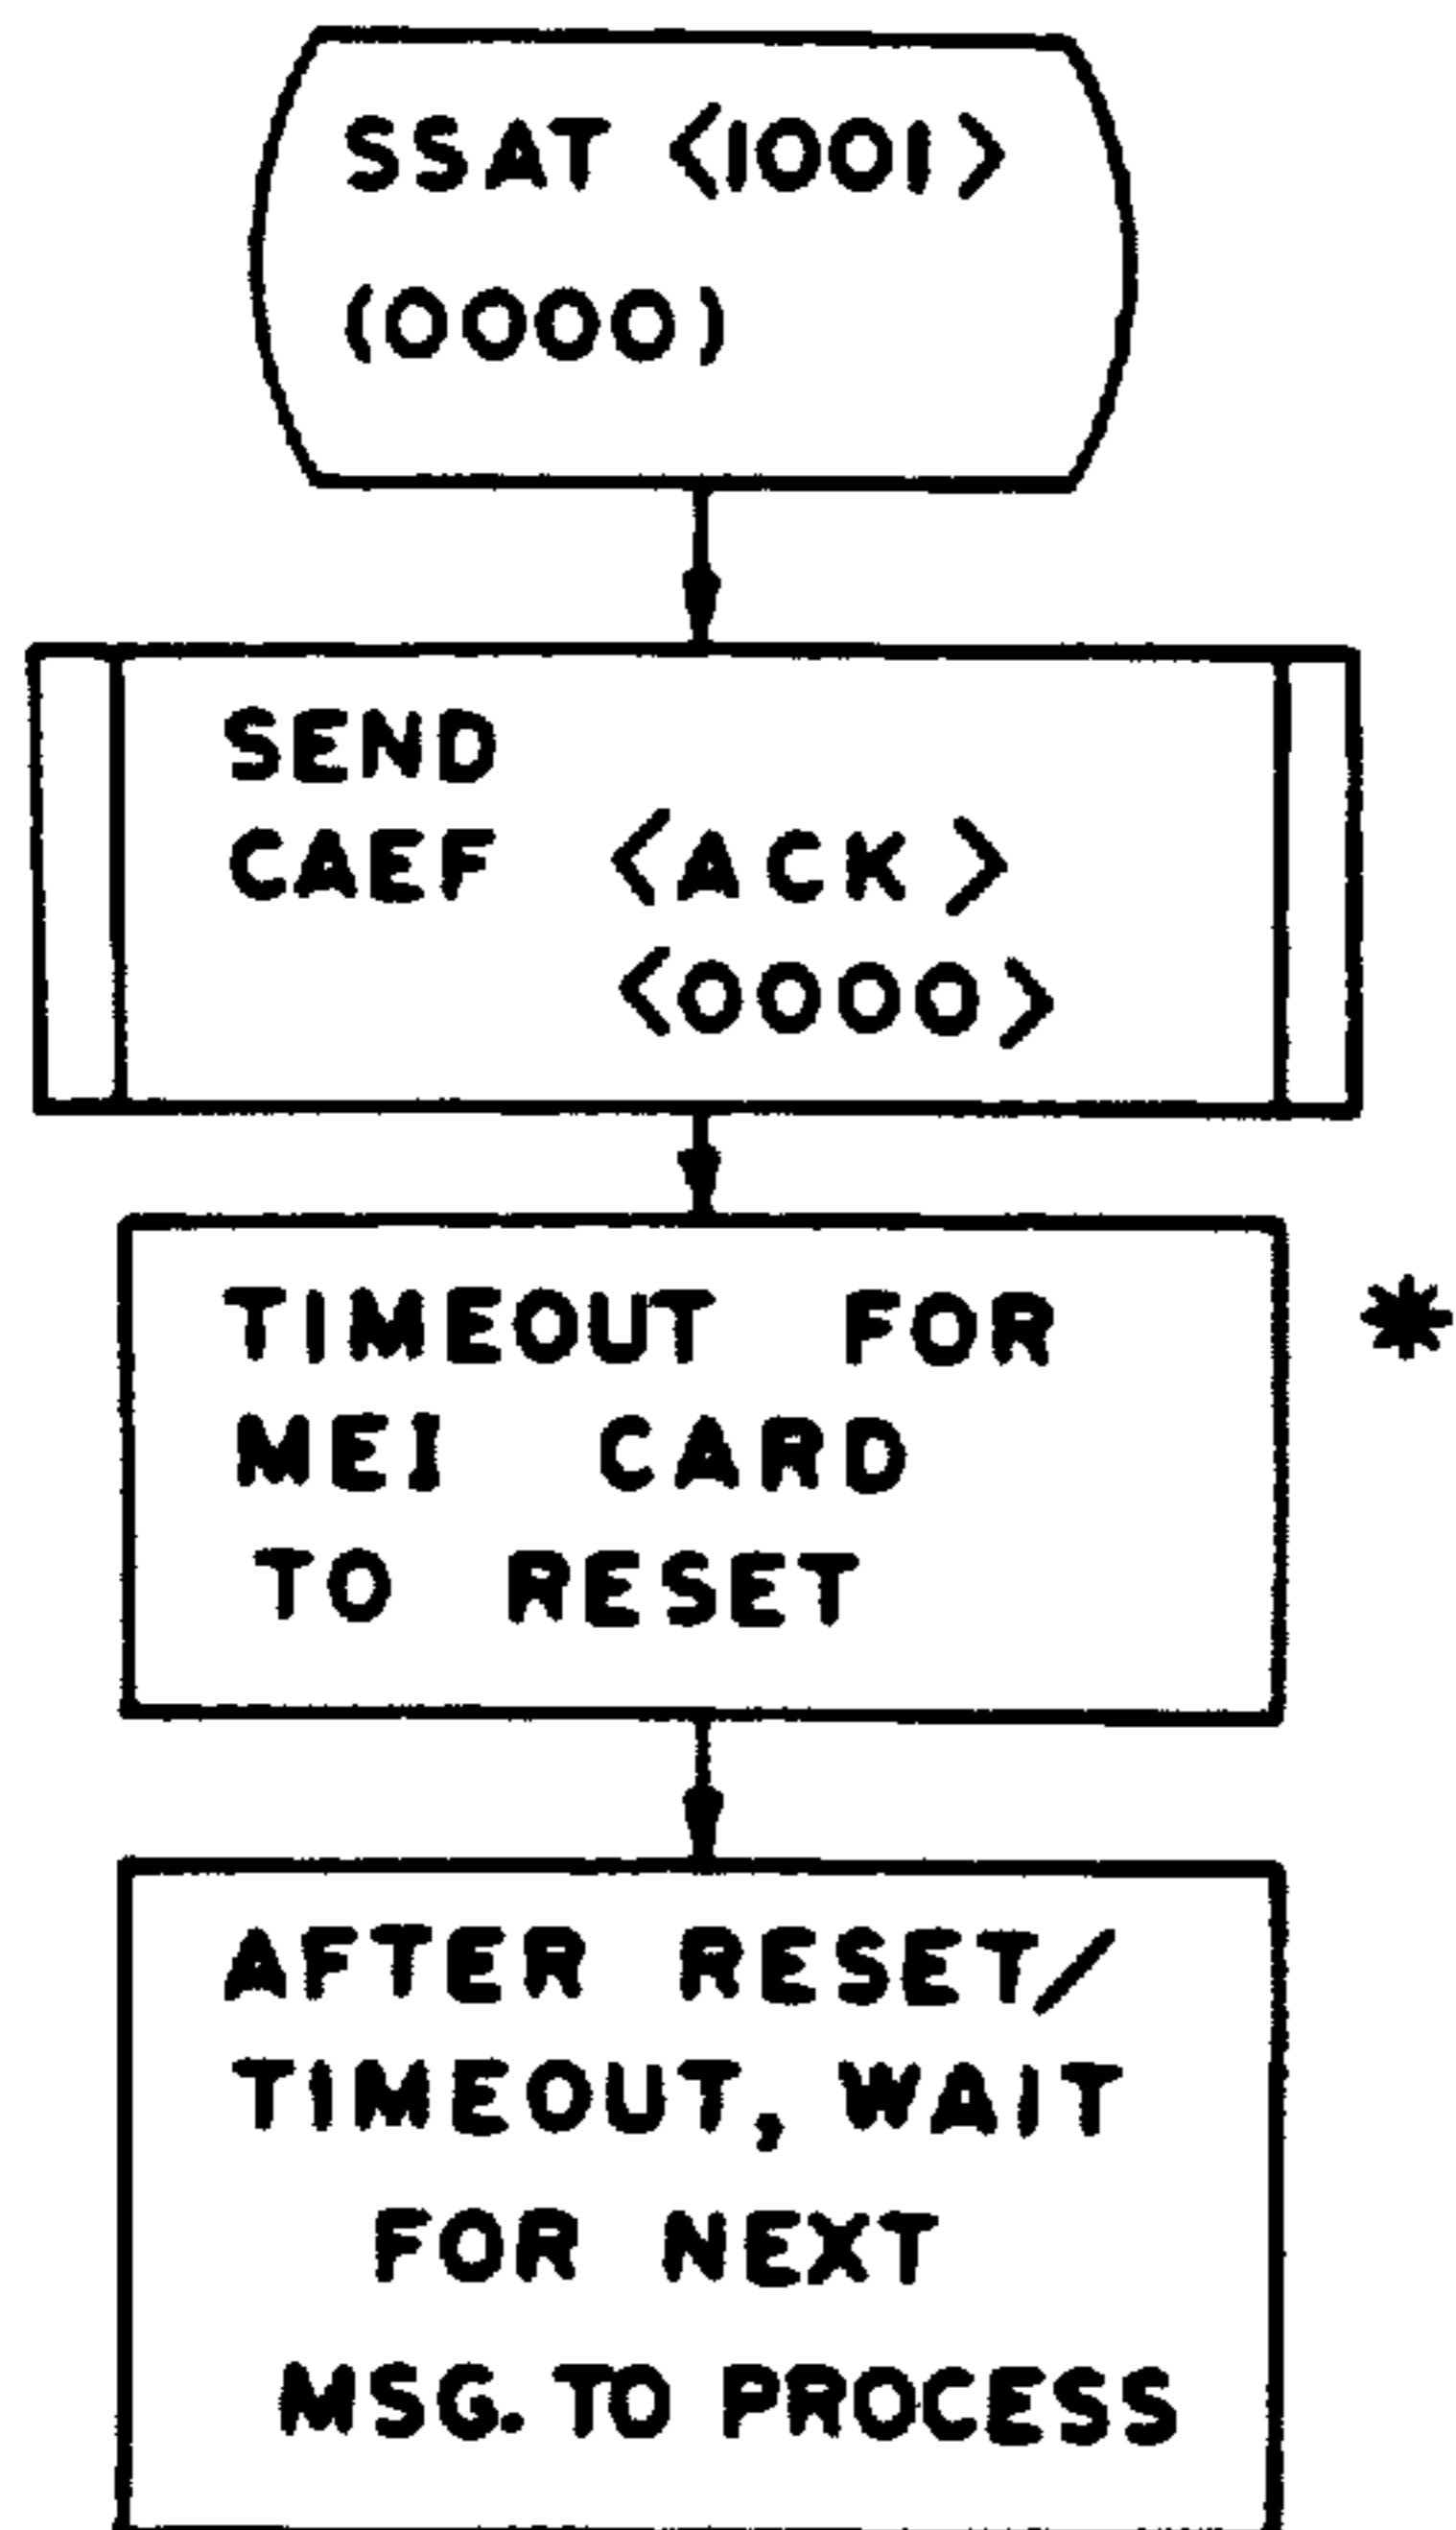 SSAT <1001>
(0000)
SEND
CAEF <ACK>
<0000>
TIMEOUT FOR
MEI CARD
TO RESET
*
AFTER RESET/
TIMEOUT, WAIT
FOR NEXT
MSG. TO PROCESS